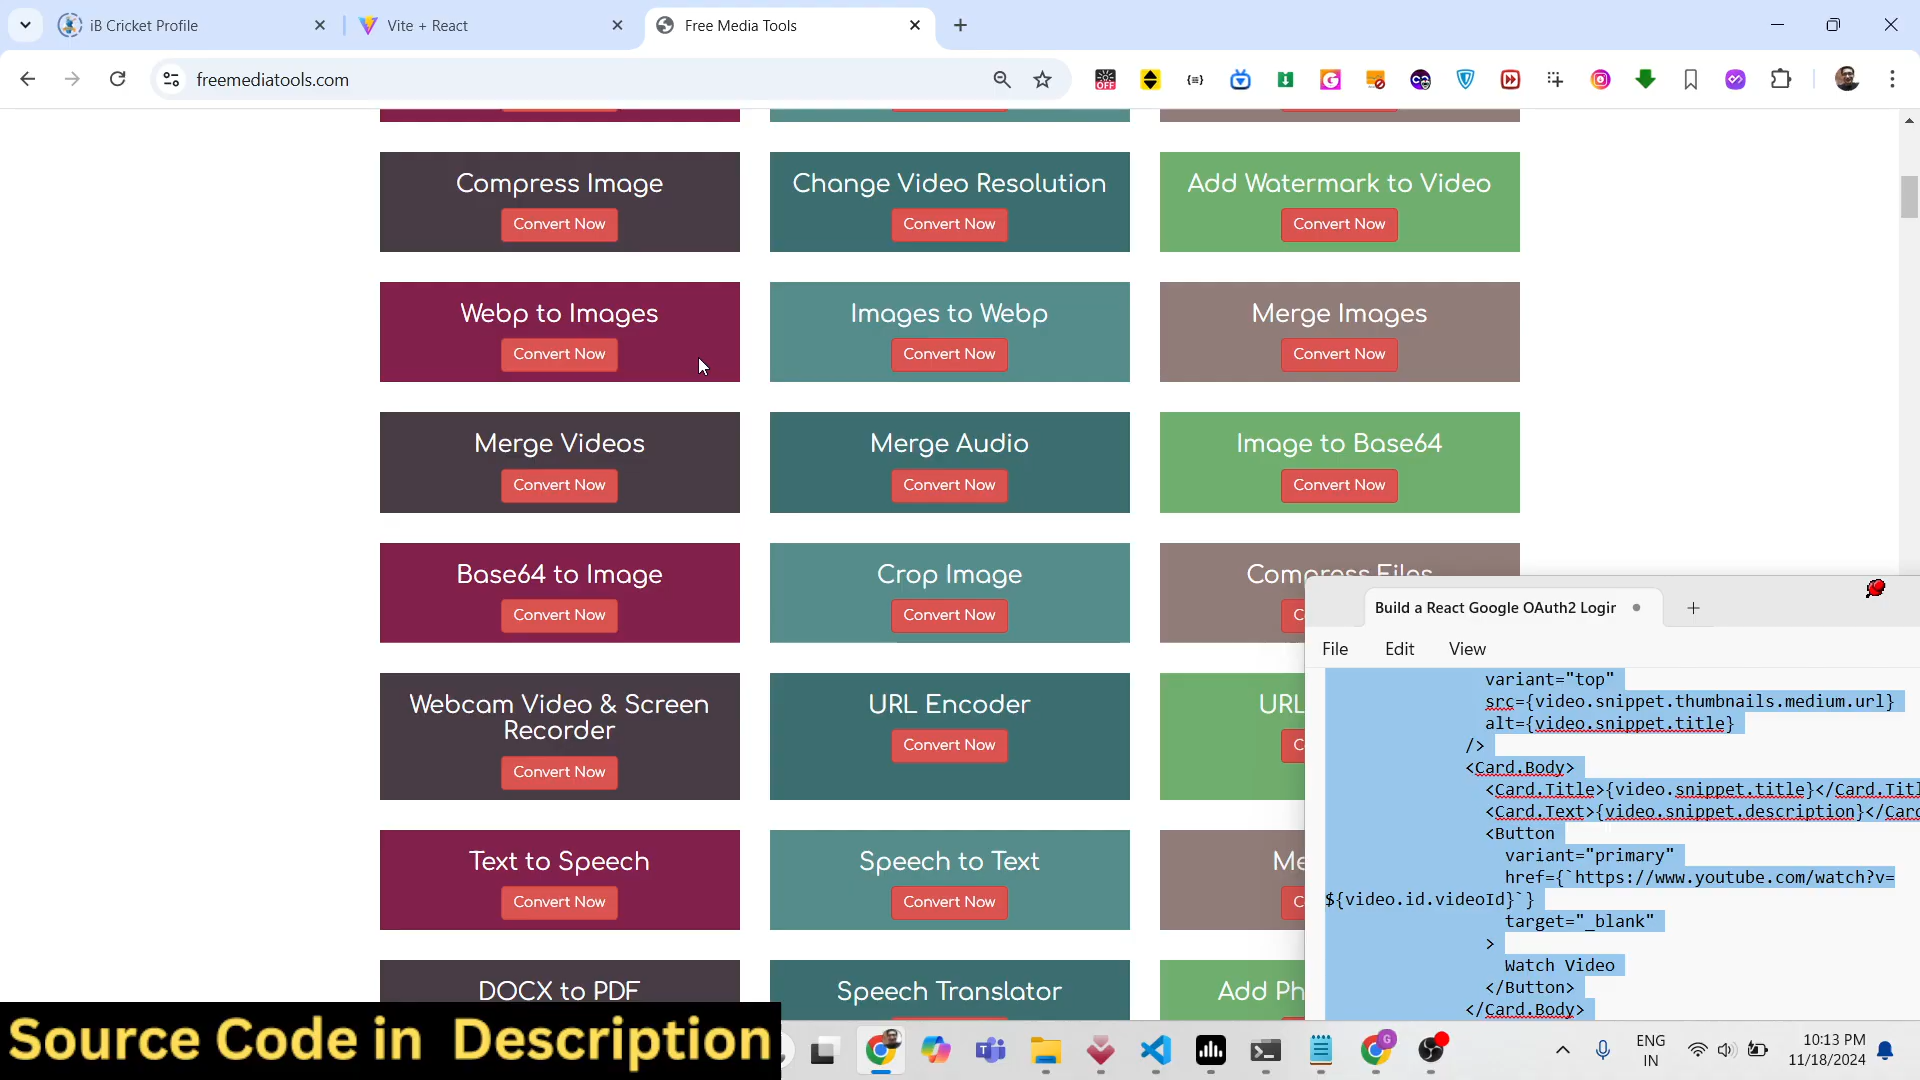 iB Cricket Profile
Vite + React
Free Media Tools
freemediatools.com
OFF
Compress Image
Convert Now
Change Video Resolution
Convert Now
Add Watermark to Video
Convert Now
Webp to Images
Convert Now
Images to Webp
Convert Now
Merge Images
Convert Now
Merge Videos
Convert Now
Merge Audio
Convert Now
Image to Base64
Convert Now
Base64 to Image
Convert Now
Crop Image
Convert Now
Compress Files
C
Webcam Video & Screen
Recorder
Convert Now
URL Encoder
Convert Now
URL
C
Text to Speech
Convert Now
Speech to Text
Convert Now
Me
C
DOCX to PDF
Speech Translator
Add Ph
Build a React Google OAuth2 Login
File Edit View
variant="top"
src={video.snippet.thumbnails.medium.url}
alt={video.snippet.title}
/>
<Card.Body>
<Card.Title>{video.snippet.title}</Card.Titl
<Card.Text>{video.snippet.description}</Card
<Button
variant="primary"
href={`https://www.youtube.com/watch?v=
${video.id.videoId}`}
target="_blank"
>
Watch Video
</Button>
</Card.Body>
Source Code in Description
ENG
IN
10:13 PM
11/18/2024